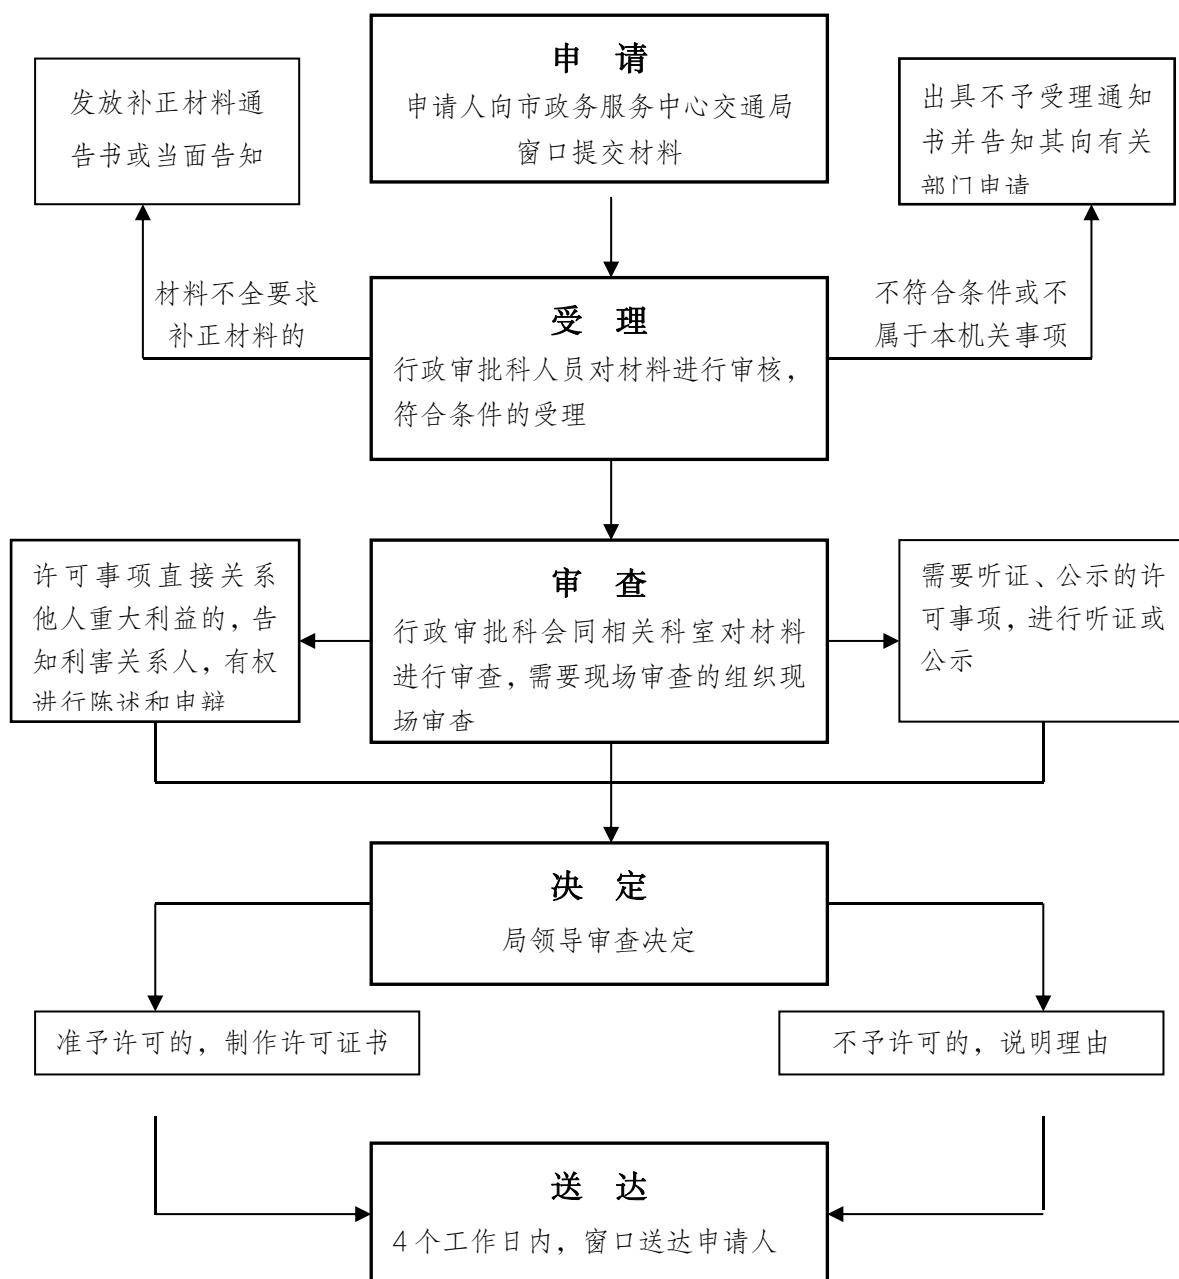 申 请
申请人向市政务服务中心交通局
窗口提交材料
发放补正材料通
告书或当面告知
出具不予受理通知
书并告知其向有关
部门申请
材料不全要求
补正材料的
不符合条件或不
属于本机关事项
受 理
行政审批科人员对材料进行审核，
符合条件的受理
许可事项直接关系
他人重大利益的，告
知利害关系人，有权
进行陈述和申辩
审 查
行政审批科会同相关科室对材料
进行审查，需要现场审查的组织现
场审查
需要听证、公示的许
可事项，进行听证或
公示
决 定
局领导审查决定
准予许可的，制作许可证书
不予许可的，说明理由
送 达
4个工作日内，窗口送达申请人